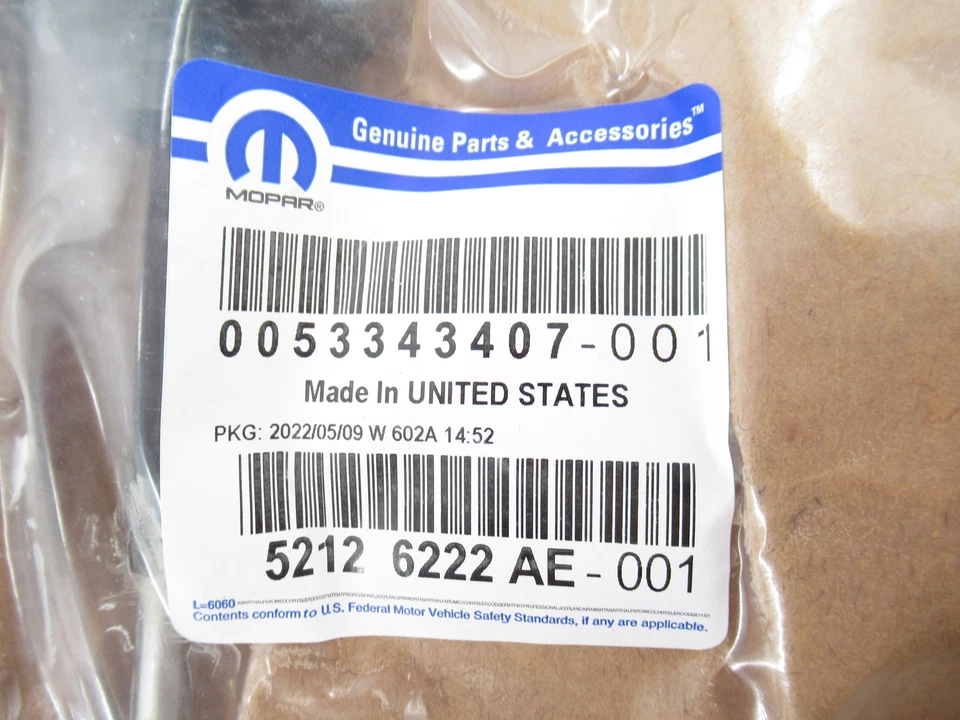 Genuine Parts & Accessories™
MOPAR®
0053343407-001
Made In UNITED STATES
PKG: 2022/05/09 W 602A 14:52
5212 6222 AE - 001
L=6060
Contents conform to U.S. Federal Motor Vehicle Safety Standards, if any are applicable.